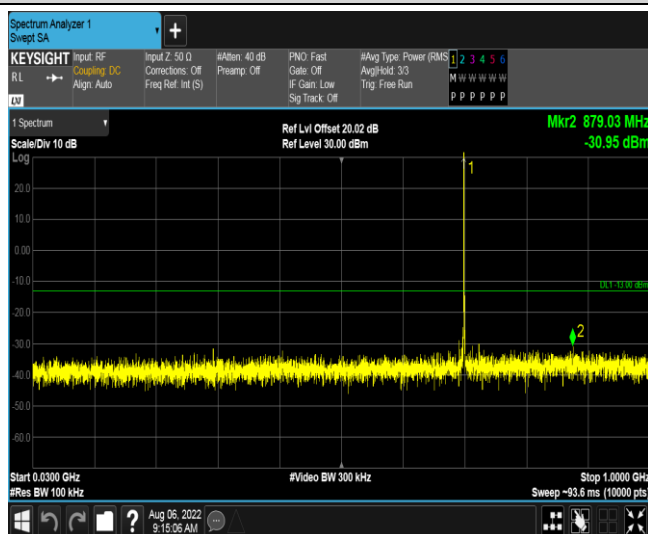 Spectrum Analyzer 1
Swept SA
+
KEYSIGHT Input: RF Input Z: 50 Ω #Atten: 40 dB PNO: Fast #Avg Type: Power (RMS 1 2 3 4 5 6
RL Coupling: DC Corrections: Off Preamp: Off Gate: Off Avg|Hold: 3/3 M W W W W W
Align: Auto Freq Ref: Int (S) IF Gain: Low Trig: Free Run
Sig Track: Off P P P P P P
LXI
1 Spectrum Ref Lvl Offset 20.02 dB Mkr2 879.03 MHz
Scale/Div 10 dB Ref Level 30.00 dBm -30.95 dBm
Log
1
20.0
10.0
0.00
-10.0
DL1 -13.00 dBm
-20.0
-30.0
2
-40.0
-50.0
-60.0
Start 0.0300 GHz #Video BW 300 kHz Stop 1.0000 GHz
#Res BW 100 kHz Sweep ~93.6 ms (10000 pts)
? Aug 06, 2022
9:15:06 AM